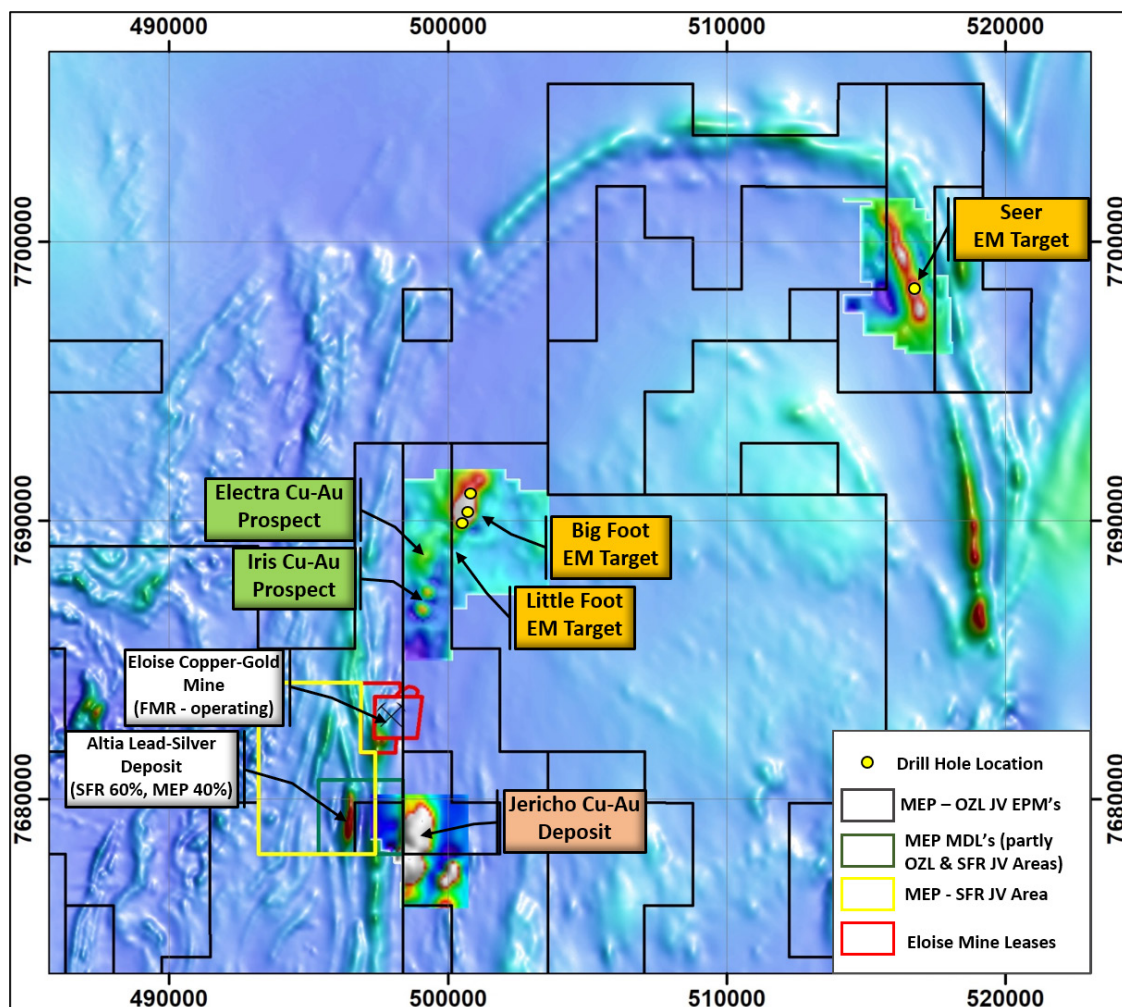 490000
500000
510000
520000
7700000
7700000
Seer
EM Target
Electra Cu-Au
Prospect
7690000
7690000
Big Foot
EM Target
Iris Cu-Au
Prospect
Little Foot
EM Target
Eloise Copper-Gold
Mine
(FMR - operating)
Altia Lead-Silver
Deposit
(SFR 60%, MEP 40%)
7680000
7680000
Jericho Cu-Au
Deposit
Drill Hole Location
MEP – OZL JV EPM's
MEP MDL's (partly
OZL & SFR JV Areas)
MEP - SFR JV Area
Eloise Mine Leases
490000
500000
510000
520000